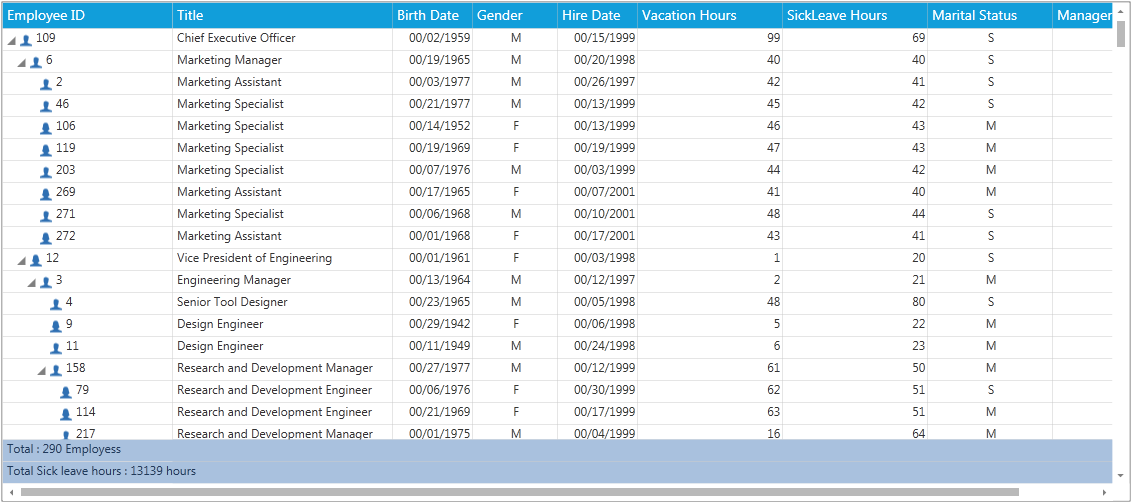 Employee ID Title Birth Date Gender Hire Date Vacation Hours SickLeave Hours Marital Status Manager
109 Chief Executive Officer 00/02/1959 M 00/15/1999 99 69 S
6 Marketing Manager 00/19/1965 M 00/20/1998 40 40 S
2 Marketing Assistant 00/03/1977 M 00/26/1997 42 41 S
46 Marketing Specialist 00/21/1977 M 00/13/1999 45 42 S
106 Marketing Specialist 00/14/1952 F 00/13/1999 46 43 M
119 Marketing Specialist 00/19/1969 F 00/19/1999 47 43 M
203 Marketing Specialist 00/07/1976 M 00/03/1999 44 42 M
269 Marketing Assistant 00/17/1965 F 00/07/2001 41 40 M
271 Marketing Specialist 00/06/1968 M 00/10/2001 48 44 S
272 Marketing Assistant 00/01/1968 F 00/17/2001 43 41 S
12 Vice President of Engineering 00/01/1961 F 00/03/1998 1 20 S
3 Engineering Manager 00/13/1964 M 00/12/1997 2 21 M
4 Senior Tool Designer 00/23/1965 M 00/05/1998 48 80 S
9 Design Engineer 00/29/1942 F 00/06/1998 5 22 M
11 Design Engineer 00/11/1949 M 00/24/1998 6 23 M
158 Research and Development Manager 00/27/1977 M 00/12/1999 61 50 M
79 Research and Development Engineer 00/06/1976 F 00/30/1999 62 51 S
114 Research and Development Engineer 00/21/1969 F 00/17/1999 63 51 M
217 Research and Development Manager 00/01/1975 M 00/04/1999 16 64 M
Total : 290 Employess
Total Sick leave hours : 13139 hours